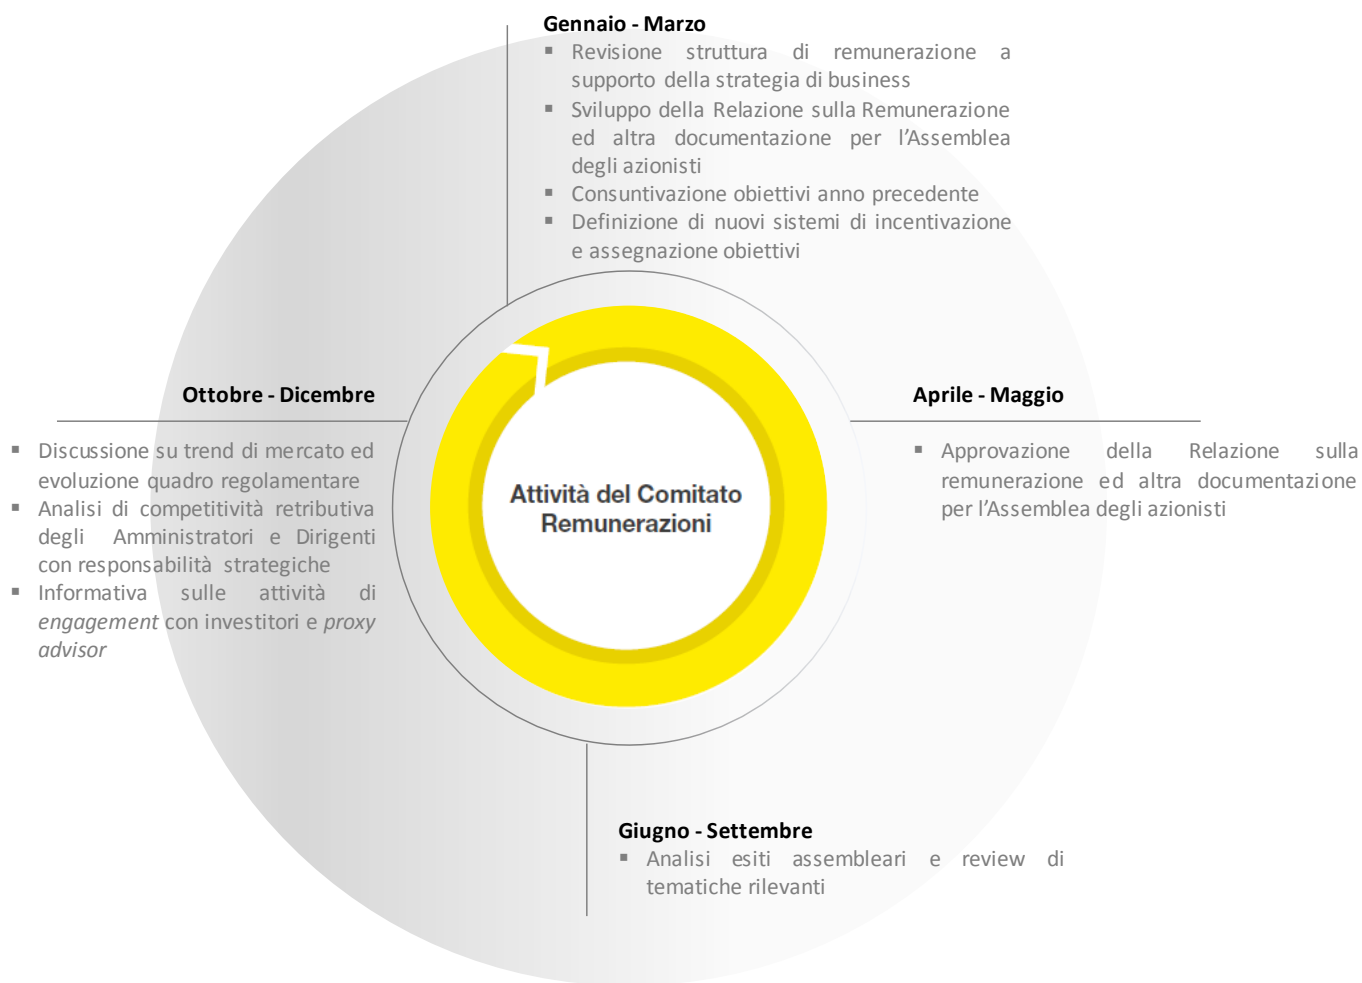 Gennaio - Marzo
▪ Revisione struttura di remunerazione a
supporto della strategia di business
▪ Sviluppo della Relazione sulla Remunerazione
ed altra documentazione per l'Assemblea
degli azionisti
▪ Consuntivazione obiettivi anno precedente
▪ Definizione di nuovi sistemi di incentivazione
e assegnazione obiettivi
Aprile - Maggio
▪ Approvazione della Relazione sulla
remunerazione ed altra documentazione
per l'Assemblea degli azionisti
Giugno - Settembre
▪ Analisi esiti assembleari e review di
tematiche rilevanti
Ottobre - Dicembre
▪ Discussione su trend di mercato ed
evoluzione quadro regolamentare
▪ Analisi di competitività retributiva
degli Amministratori e Dirigenti
con responsabilità strategiche
▪ Informativa sulle attività di
engagement con investitori e proxy
advisor
Attività del Comitato
Remunerazioni